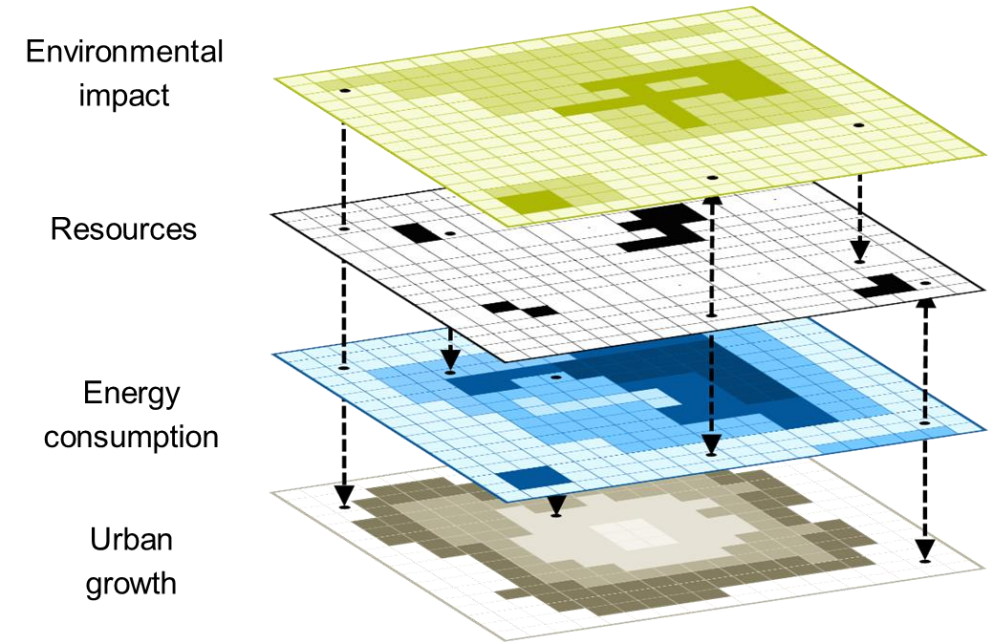 Environmental
impact
Resources
Energy
consumption
Urban
growth